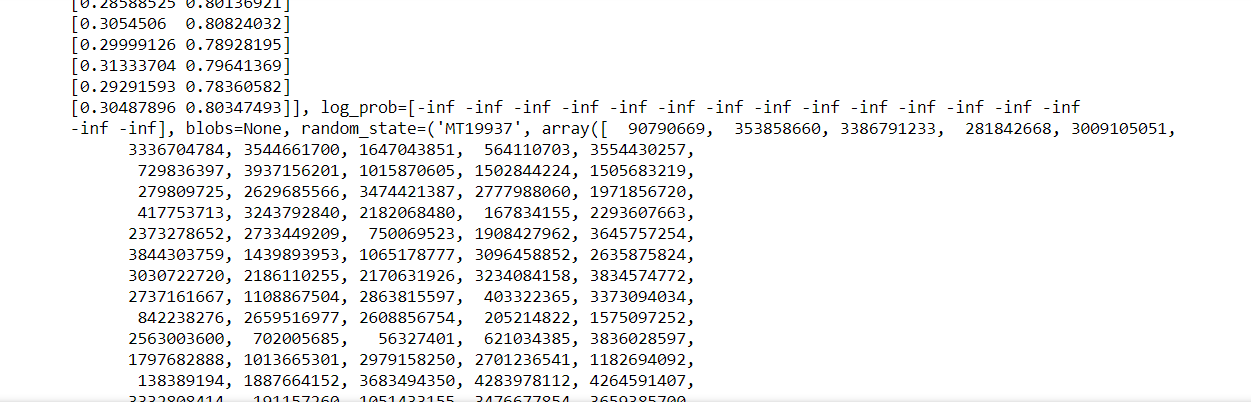 [0.28588525 0.80136921]
[0.3054506  0.80824032]
[0.29999126 0.78928195]
[0.31333704 0.79641369]
[0.29291593 0.78360582]
[0.30487896 0.80347493]], log_prob=[-inf -inf -inf -inf -inf -inf -inf -inf -inf -inf -inf -inf -inf -inf
-inf -inf], blobs=None, random_state=('MT19937', array([  90790669,  353858660, 3386791233,  281842668, 3009105051,
3336704784, 3544661700, 1647043851,  564110703, 3554430257,
729836397, 3937156201, 1015870605, 1502844224, 1505683219,
279809725, 2629685566, 3474421387, 2777988060, 1971856720,
417753713, 3243792840, 2182068480,  167834155, 2293607663,
2373278652, 2733449209,  750069523, 1908427962, 3645757254,
3844303759, 1439893953, 1065178777, 3096458852, 2635875824,
3030722720, 2186110255, 2170631926, 3234084158, 3834574772,
2737161667, 1108867504, 2863815597,  403322365, 3373094034,
842238276, 2659516977, 2608856754,  205214822, 1575097252,
2563003600,  702005685,   56327401,  621034385, 3836028597,
1797682888, 1013665301, 2979158250, 2701236541, 1182694092,
138389194, 1887664152, 3683494350, 4283978112, 4264591407,
3332808414,  191157260, 1051433155, 3476677854, 3659385700